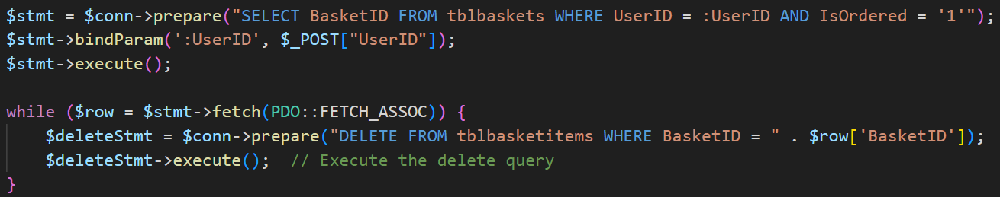 $stmt = $conn->prepare("SELECT BasketID FROM tblbaskets WHERE UserID = :UserID AND IsOrdered = '1'");
$stmt->bindParam(':UserID', $_POST["UserID"]);
$stmt->execute();

while ($row = $stmt->fetch(PDO::FETCH_ASSOC)) {
    $deleteStmt = $conn->prepare("DELETE FROM tblbasketitems WHERE BasketID = " . $row['BasketID']);
    $deleteStmt->execute();  // Execute the delete query
}